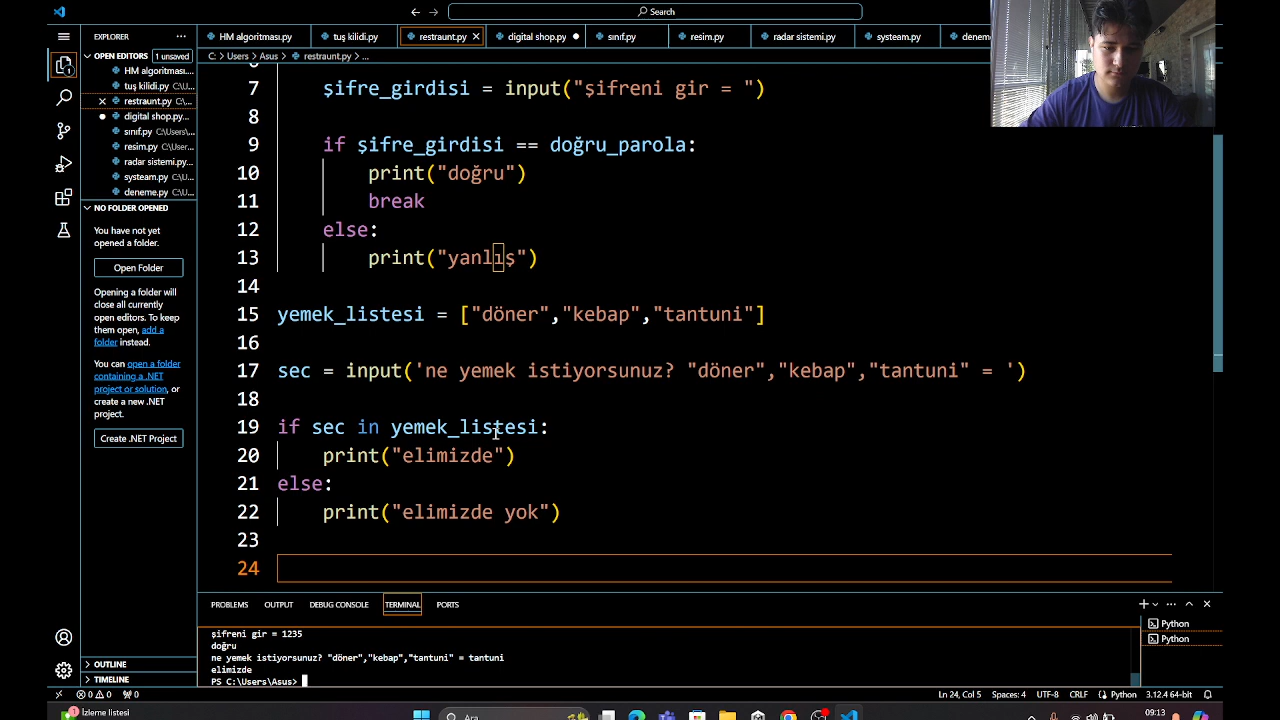 Search
EXPLORER
HM algoritması.py
tuş kilidi.py
restraunt.py
digital shop.py
sınıf.py
resim.py
radar sistemi.py
systeam.py
OPEN EDITORS 1 unsaved
C: > Users > Asus > restraunt.py > ...
HM algoritması...
tuş kilidi.py C:\U...
restraunt.py C:\...
digital shop.py...
sınıf.py C:\Users\...
resim.py C:\User...
radar sistemi.py...
systeam.py C:\U...
deneme.py C:\U...
NO FOLDER OPENED
You have not yet
opened a folder.
Open Folder
Opening a folder will
close all currently
open editors. To keep
them open, add a
folder instead.
You can open a folder
containing a .NET
project or solution, or
create a new .NET
project.
Create .NET Project
OUTLINE
TIMELINE
7 şifre_girdisi = input("şifreni gir = ")
8
9 if şifre_girdisi == doğru_parola:
10 print("doğru")
11 break
12 else:
13 print("yanlış")
14
15 yemek_listesi = ["döner","kebap","tantuni"]
16
17 sec = input('ne yemek istiyorsunuz? "döner","kebap","tantuni" = ')
18
19 if sec in yemek_listesi:
20 print("elimizde")
21 else:
22 print("elimizde yok")
23
24
PROBLEMS OUTPUT DEBUG CONSOLE TERMINAL PORTS
şifreni gir = 1235
doğru
ne yemek istiyorsunuz? "döner","kebap","tantuni" = tantuni
elimizde
PS C:\Users\Asus>
Python
Python
0 0 0
Ln 24, Col 5 Spaces: 4 UTF-8 CRLF Python 3.12.4 64-bit
1 İzleme listesi
Ara
09:13